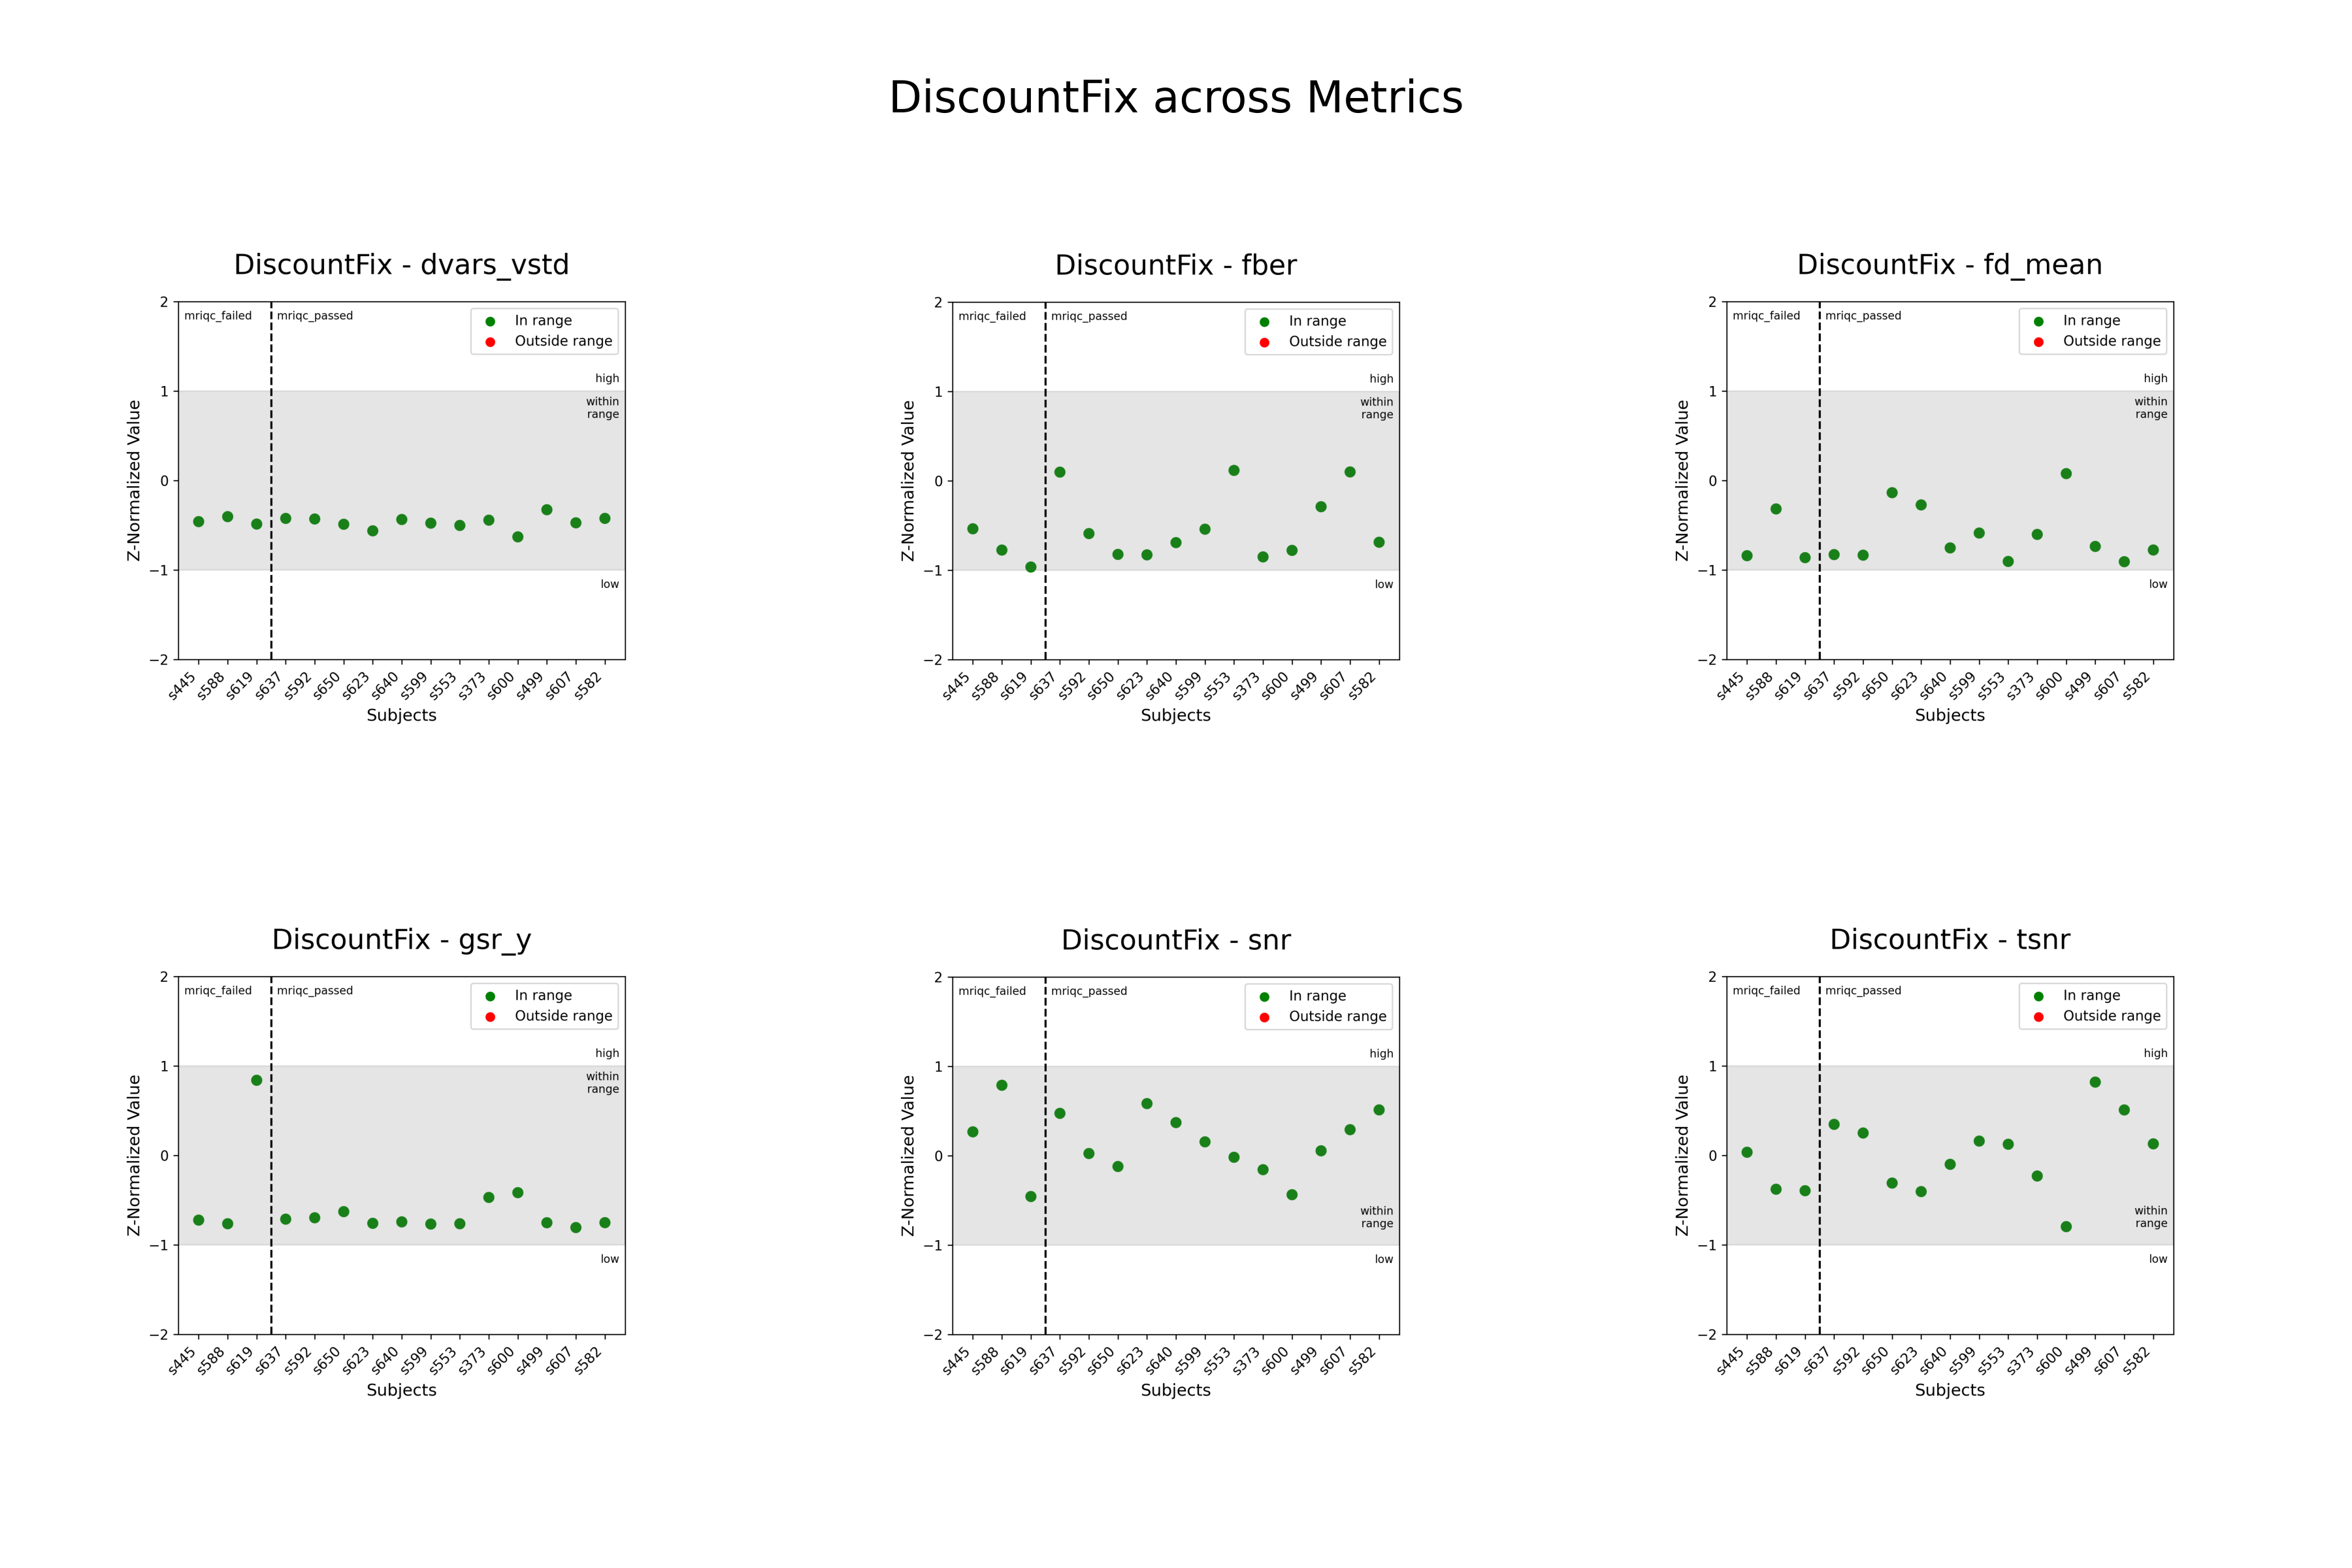 DiscountFix across Metrics
DiscountFix - dvars_vstd
mriqc_failed
mriqc_passed
In range
Outside range
high
within
range
low
2
1
0
−1
−2
Z-Normalized Value
s445
s588
s619
s637
s592
s650
s623
s640
s599
s553
s373
s600
s499
s607
s582
Subjects
DiscountFix - fber
mriqc_failed
mriqc_passed
In range
Outside range
high
within
range
low
2
1
0
−1
−2
Z-Normalized Value
s445
s588
s619
s637
s592
s650
s623
s640
s599
s553
s373
s600
s499
s607
s582
Subjects
DiscountFix - fd_mean
mriqc_failed
mriqc_passed
In range
Outside range
high
within
range
low
2
1
0
−1
−2
Z-Normalized Value
s445
s588
s619
s637
s592
s650
s623
s640
s599
s553
s373
s600
s499
s607
s582
Subjects
DiscountFix - gsr_y
mriqc_failed
mriqc_passed
In range
Outside range
high
within
range
low
2
1
0
−1
−2
Z-Normalized Value
s445
s588
s619
s637
s592
s650
s623
s640
s599
s553
s373
s600
s499
s607
s582
Subjects
DiscountFix - snr
mriqc_failed
mriqc_passed
In range
Outside range
high
within
range
low
2
1
0
−1
−2
Z-Normalized Value
s445
s588
s619
s637
s592
s650
s623
s640
s599
s553
s373
s600
s499
s607
s582
Subjects
DiscountFix - tsnr
mriqc_failed
mriqc_passed
In range
Outside range
high
within
range
low
2
1
0
−1
−2
Z-Normalized Value
s445
s588
s619
s637
s592
s650
s623
s640
s599
s553
s373
s600
s499
s607
s582
Subjects